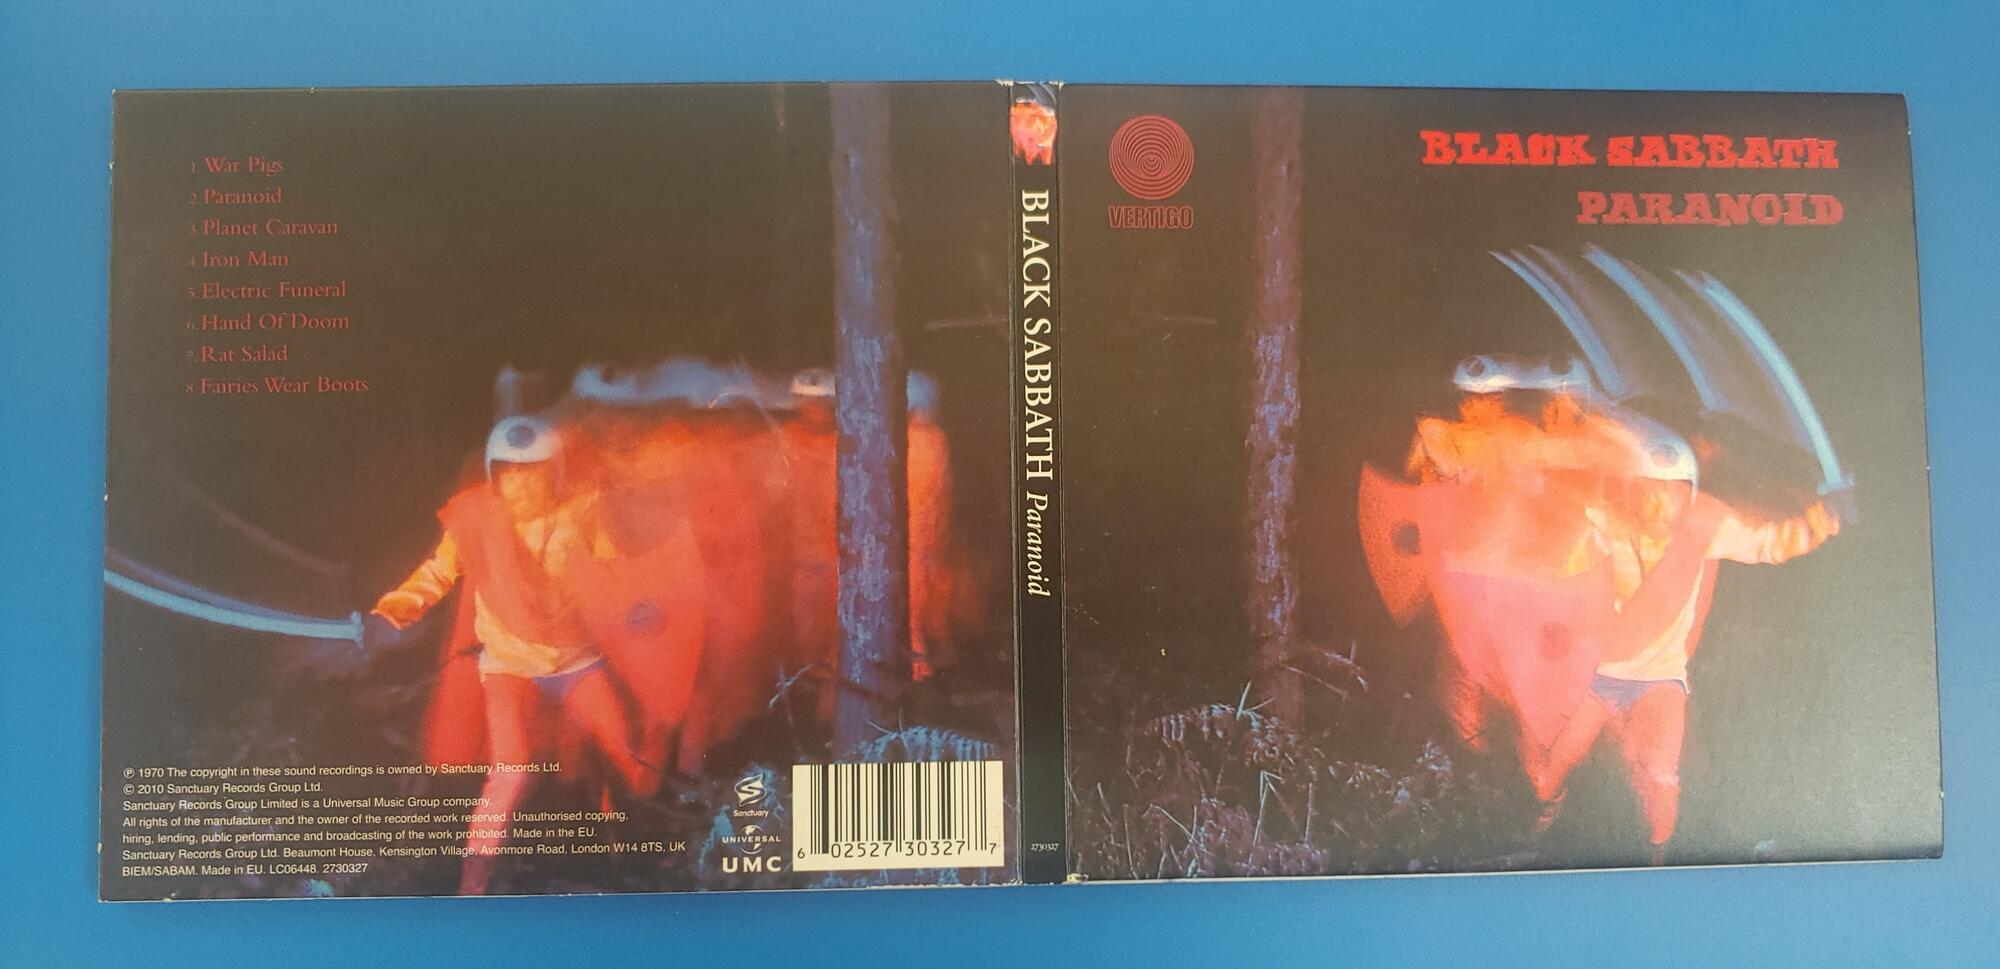 1. War Pigs
2. Paranoid
3. Planet Caravan
4. Iron Man
5. Electric Funeral
6. Hand Of Doom
7. Rat Salad
8. Fairies Wear Boots
℗ 1970 The copyright in these sound recordings is owned by Sanctuary Records Ltd.
© 2010 Sanctuary Records Group Ltd.
Sanctuary Records Group Limited is a Universal Music Group company.
All rights of the manufacturer and the owner of the recorded work reserved. Unauthorised copying,
hiring, lending, public performance and broadcasting of the work prohibited. Made in the EU.
Sanctuary Records Group Ltd. Beaumont House, Kensington Village, Avonmore Road, London W14 8TS, UK
BIEM/SABAM. Made in EU. LC06448. 2730327
Sanctuary
UNIVERSAL
UMC
6 02527 30327 7
BLACK SABBATH Paranoid
2730327
VERTIGO
BLACK SABBATH
PARANOID